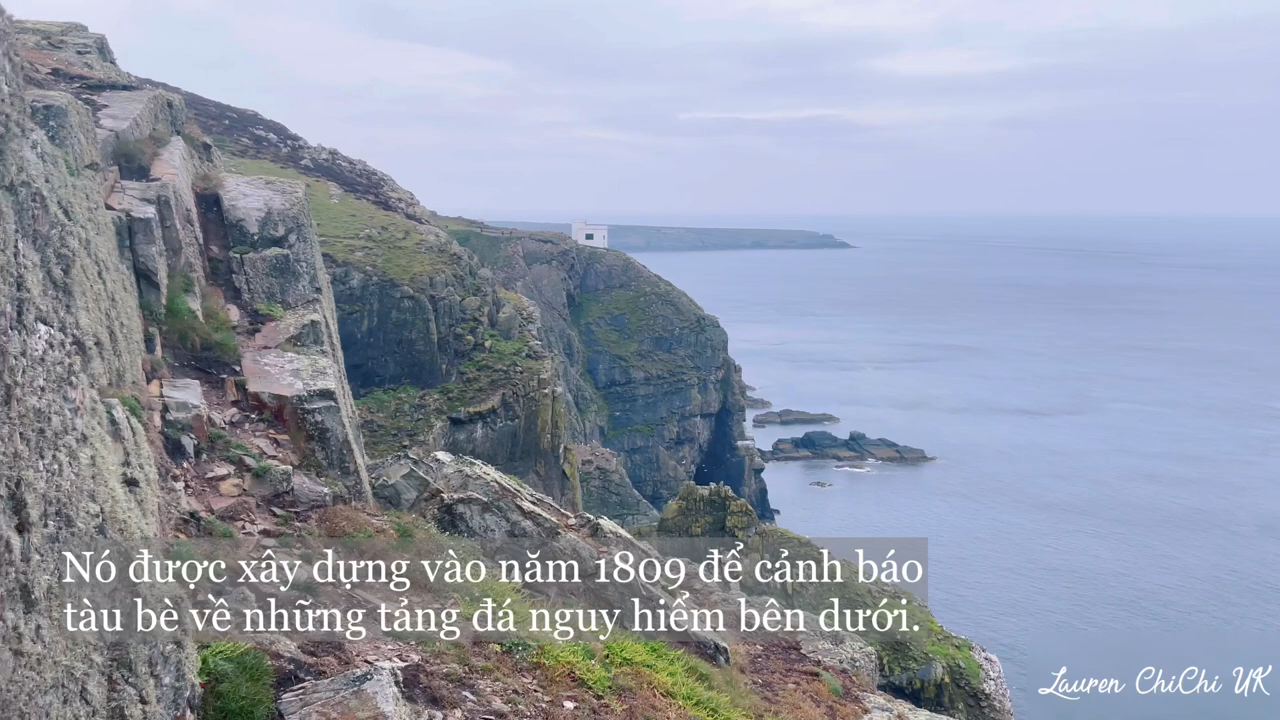 Nó được xây dựng vào năm 1809 để cảnh báo
tàu bè về những tảng đá nguy hiểm bên dưới.
Lauren ChiChi UK